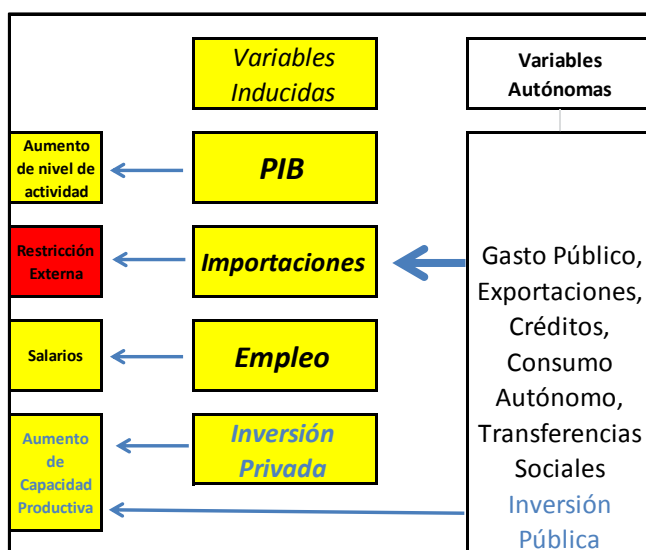 Variables
Inducidas
Variables
Autónomas
Aumento
de nivel de
actividad
PIB
Restricción
Externa
Importaciones
Salarios
Empleo
Aumento
de
Capacidad
Productiva
Inversión
Privada
Gasto Público,
Exportaciones,
Créditos,
Consumo
Autónomo,
Transferencias
Sociales
Inversión
Pública